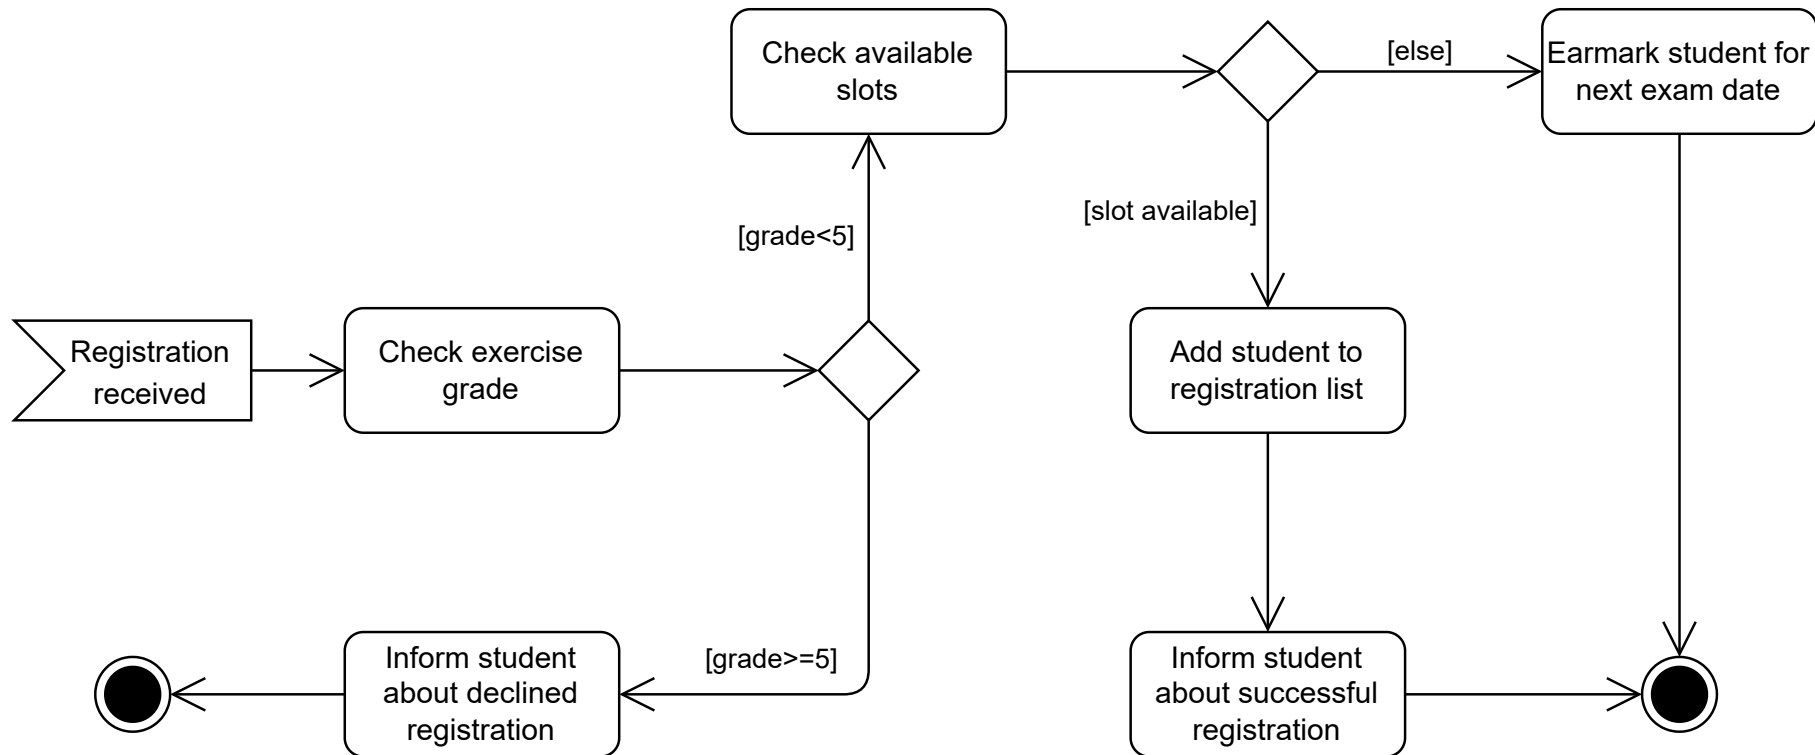 Check available
slots
[else]
Earmark student for
next exam date
[slot available]
[grade<5]
Registration
received
Check exercise
grade
Add student to
registration list
[grade>=5]
Inform student
about declined
registration
Inform student
about successful
registration